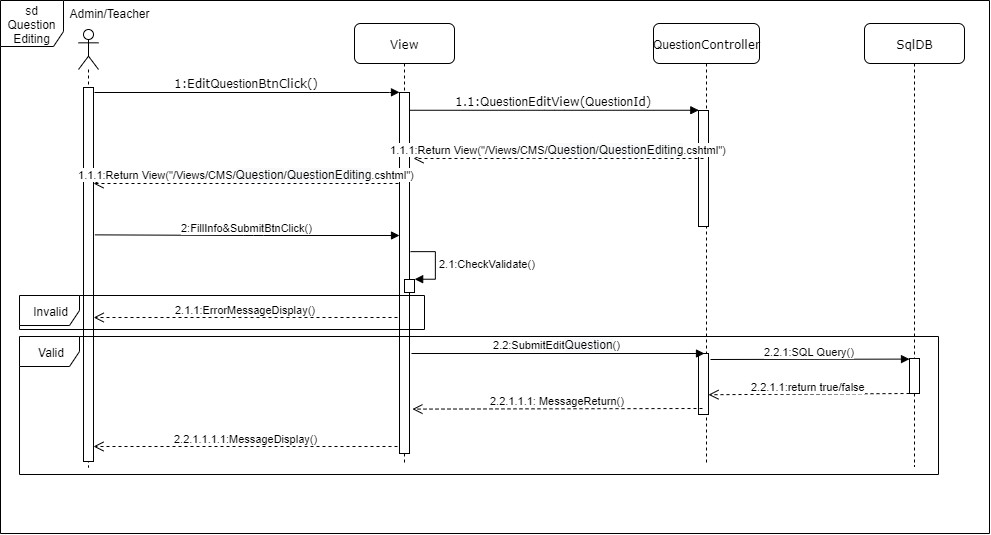 sd
Question
Editing
Admin/Teacher
View
QuestionController
SqlDB
1:EditQuestionBtnClick()
1.1:QuestionEditView(QuestionId)
1.1.1:Return View("/Views/CMS/Question/QuestionEditing.cshtml")
1.1.1:Return View("/Views/CMS/Question/QuestionEditing.cshtml")
2:FillInfo&SubmitBtnClick()
2.1:CheckValidate()
Invalid
2.1.1:ErrorMessageDisplay()
Valid
2.2:SubmitEditQuestion()
2.2.1:SQL Query()
2.2.1.1:return true/false
2.2.1.1.1: MessageReturn()
2.2.1.1.1.1:MessageDisplay()